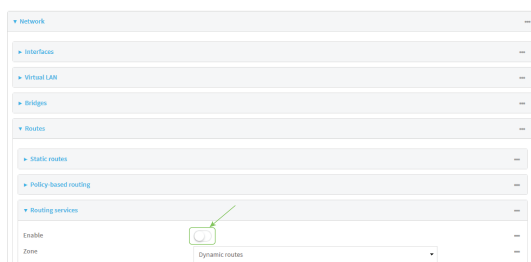 Network
Interfaces
Virtual LAN
Bridges
Routes
Static routes
Policy-based routing
Routing services
Enable
Zone
Dynamic routes